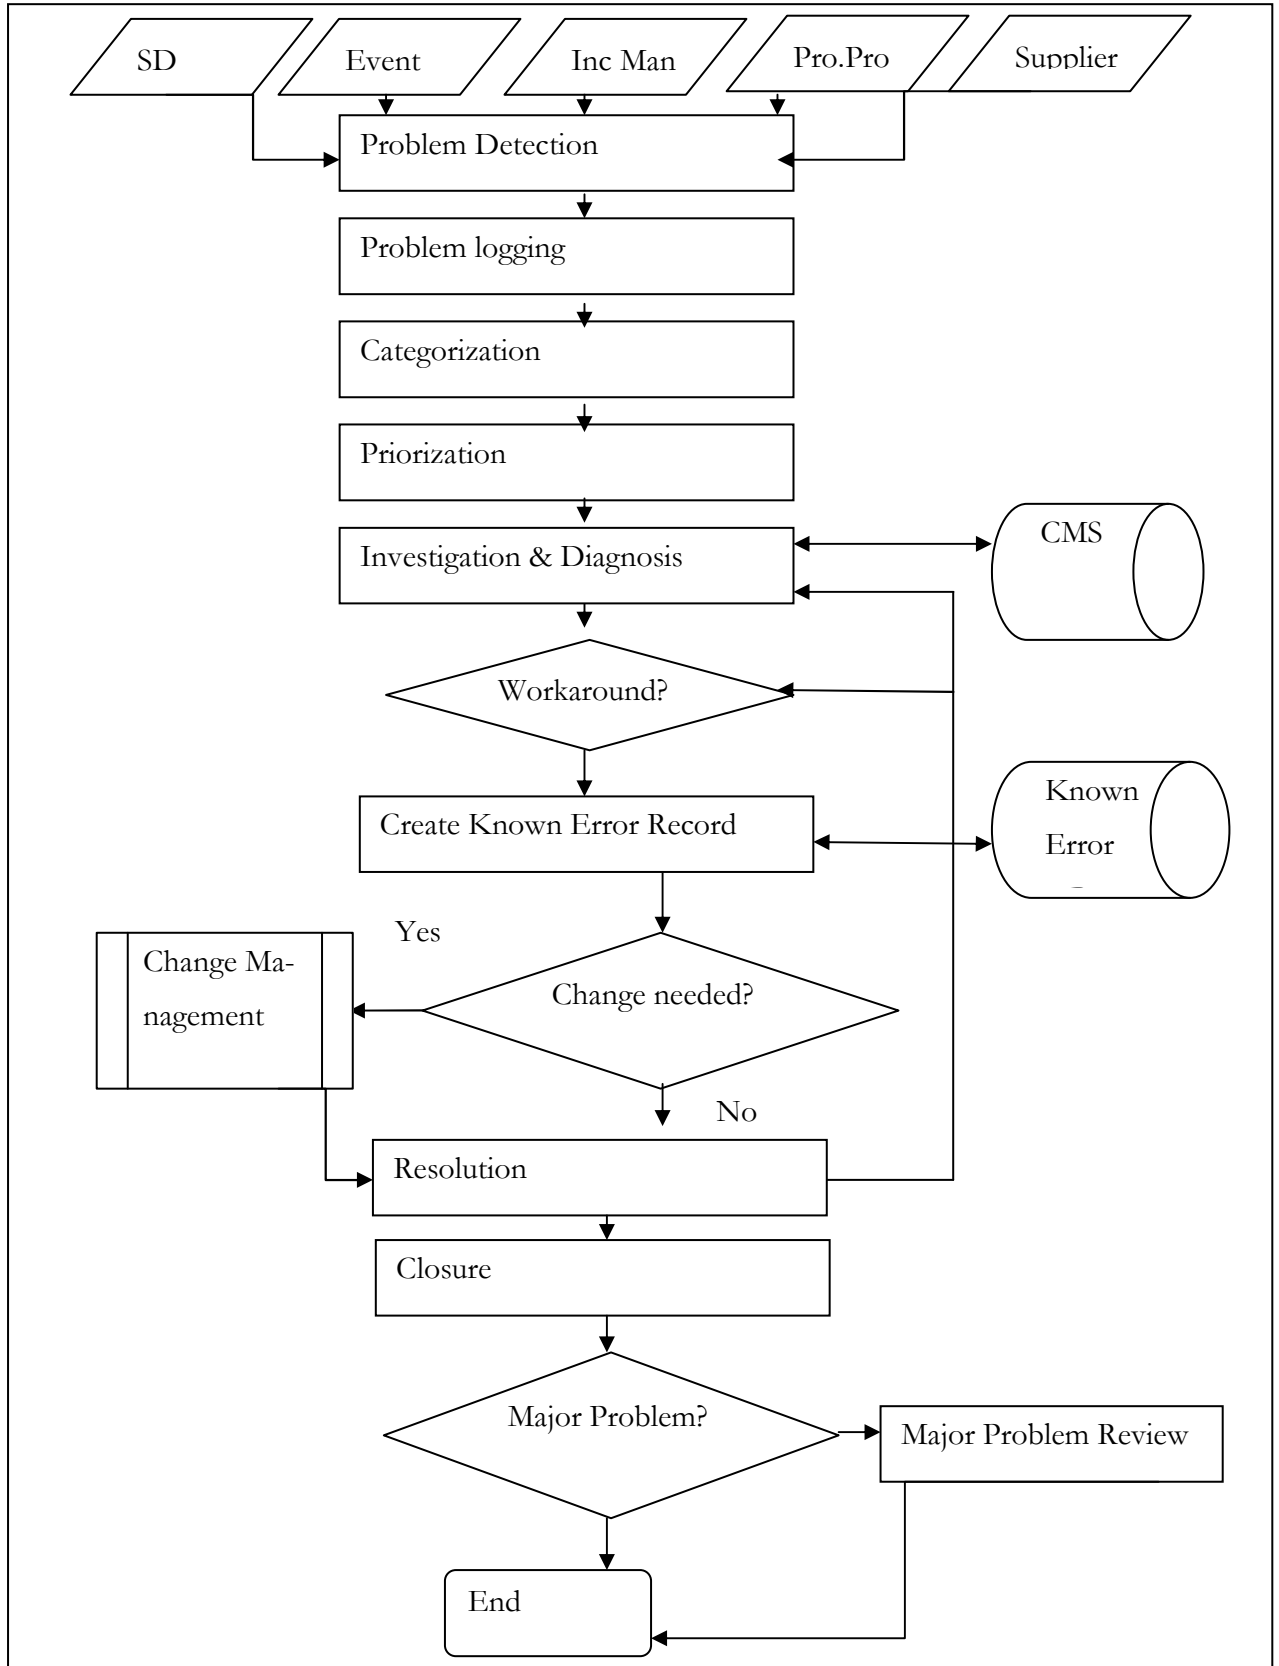 SD
Event
Inc Man
Pro.Pro
Supplier
Problem Detection
Problem logging
Categorization
Priorization
Investigation & Diagnosis
CMS
Workaround?
Known
Error
Create Known Error Record
Yes
Change Ma-
nagement
Change needed?
No
Resolution
Closure
Major Problem?
Major Problem Review
End